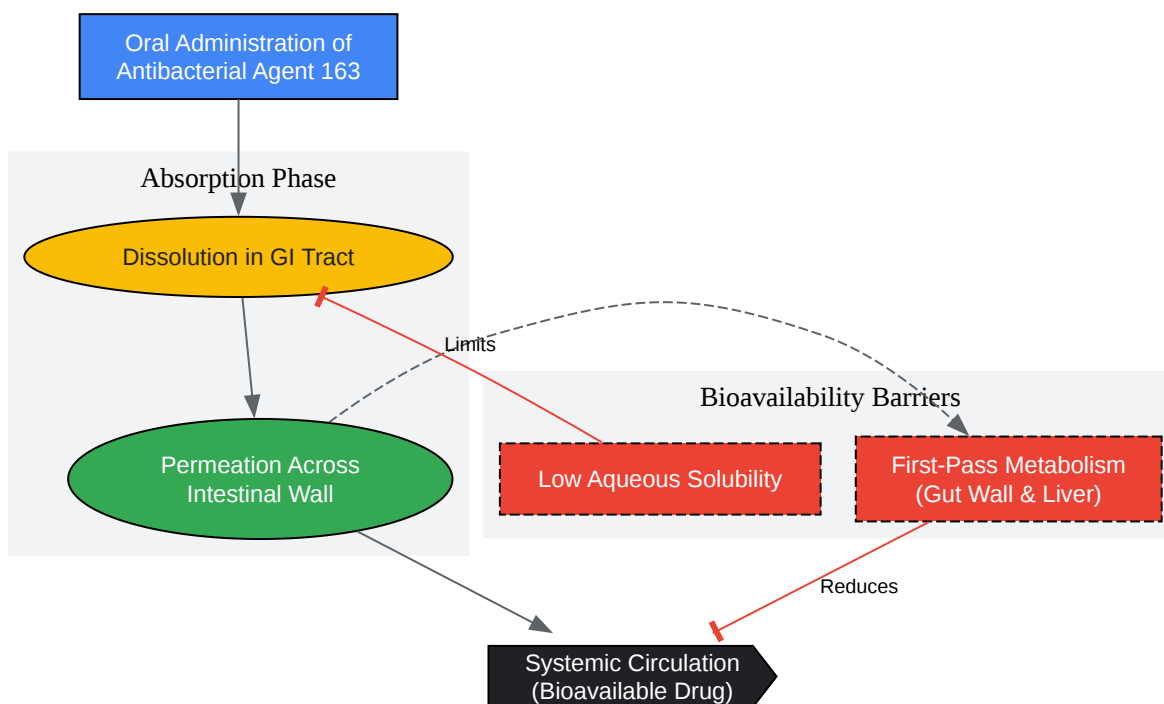 Oral Administration of
Antibacterial Agent 163
Absorption Phase
Dissolution in GI Tract
Limits
Bioavailability Barriers
Permeation Across
Intestinal Wall
Low Aqueous Solubility
First-Pass Metabolism
(Gut Wall & Liver)
Reduces
Systemic Circulation
(Bioavailable Drug)